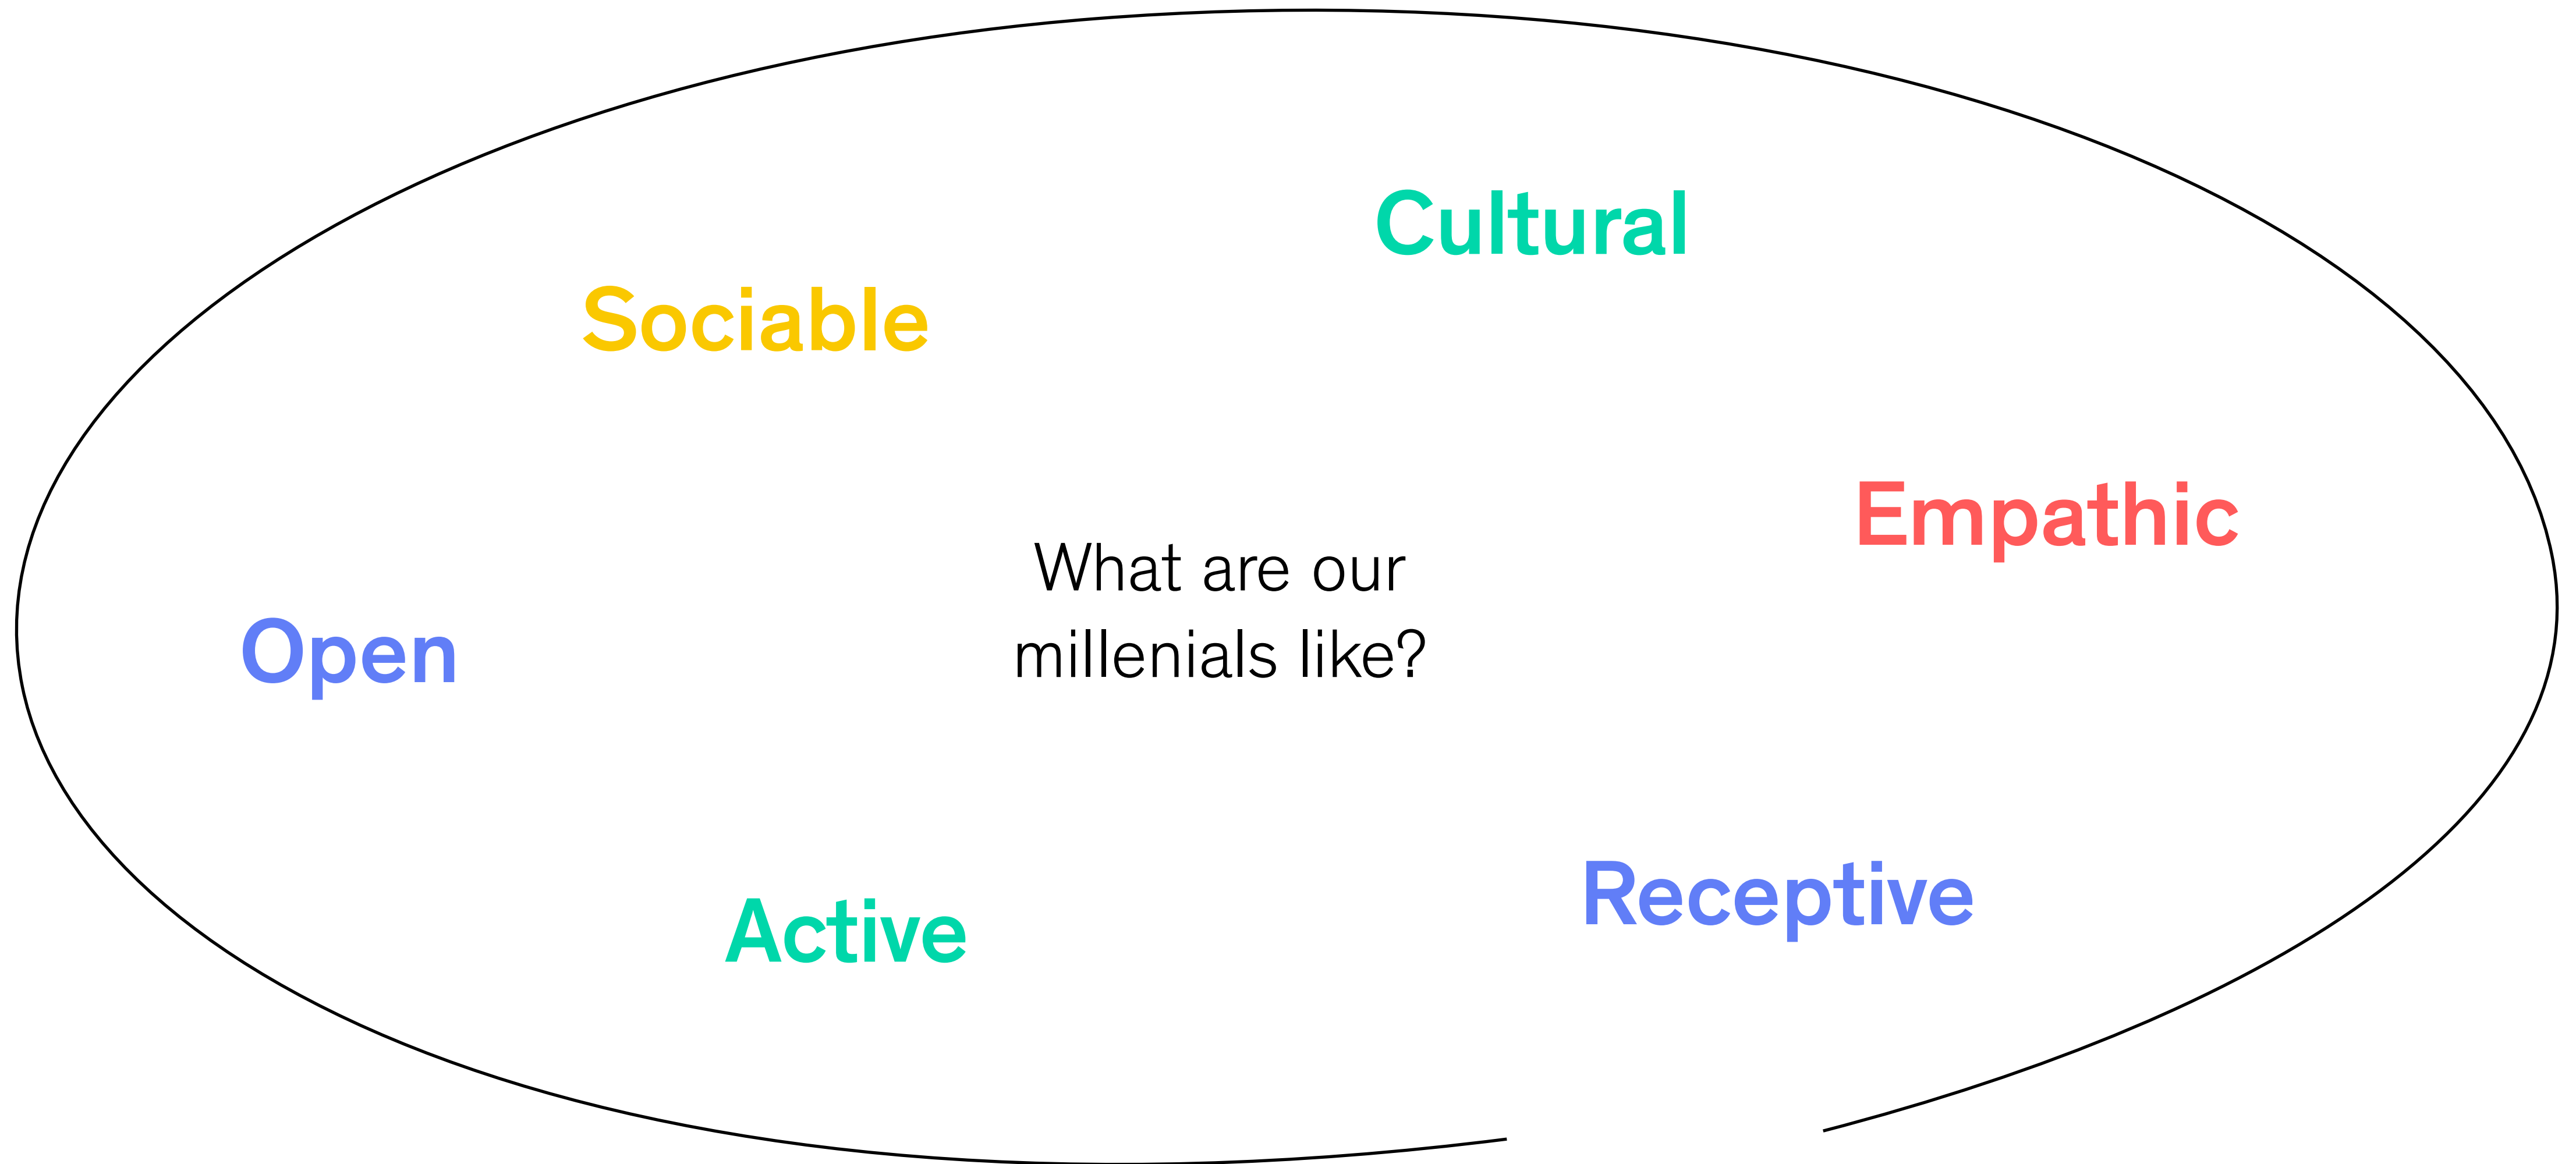 Cultural
Sociable
Empathic
What are our
millenials like?
Open
Receptive
Active